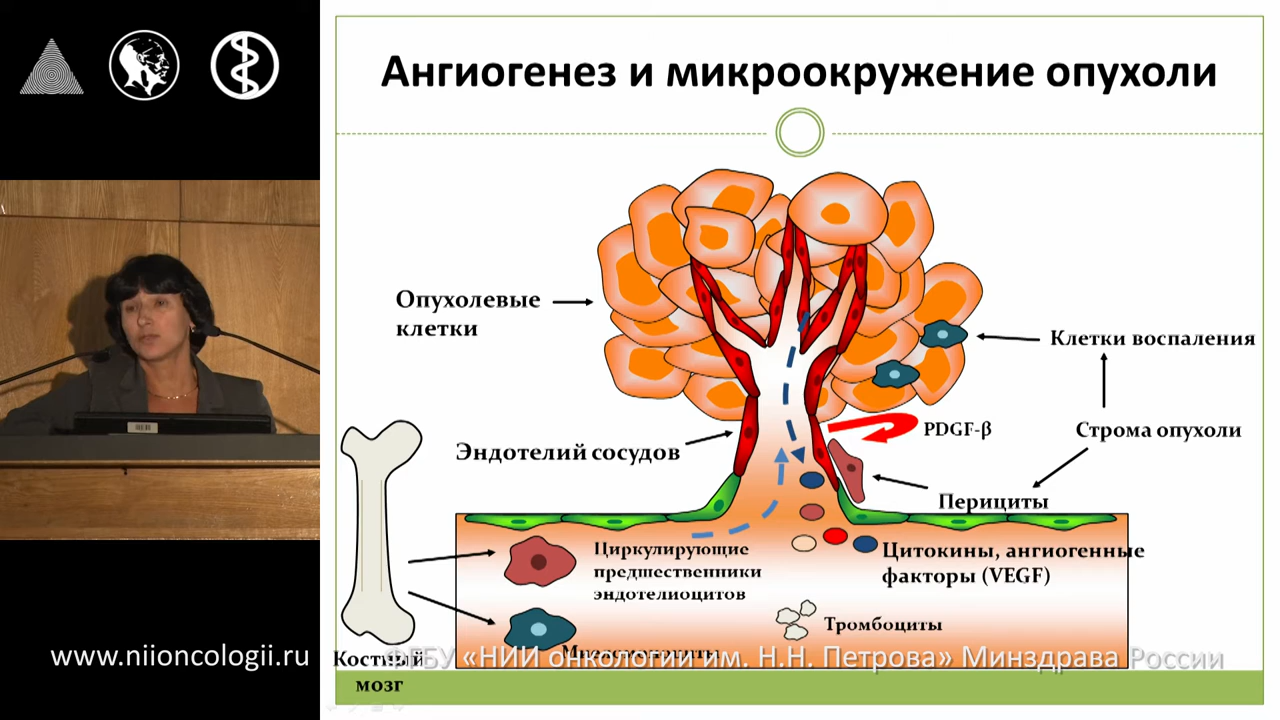 Ангиогенез и микроокружение опухоли
Опухолевые
клетки
Клетки воспаления
PDGF-β
Строма опухоли
Эндотелий сосудов
Перициты
Циркулирующие
предшественники
эндотелиоцитов
Цитокины, ангиогенные
факторы (VEGF)
Тромбоциты
www.niioncologii.ru
Костный
мозг
ФГБУ «НИИ онкологии им. Н.Н. Петрова» Минздрава России